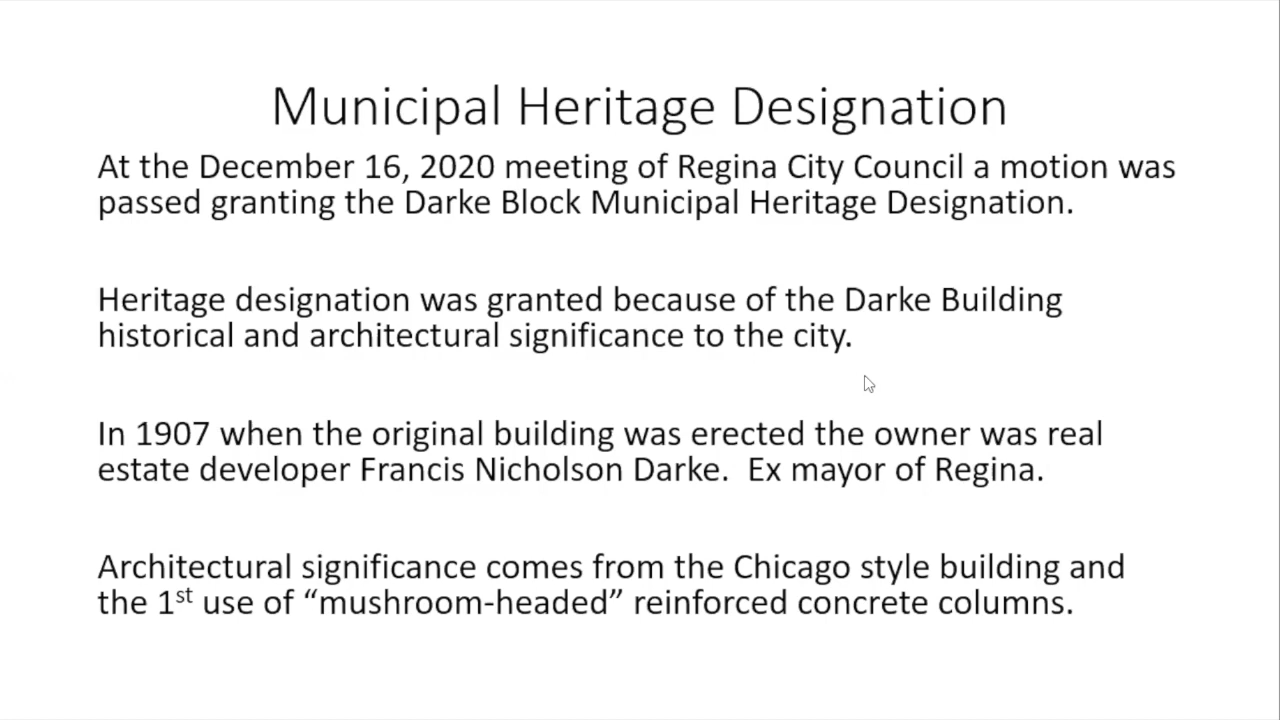 Municipal Heritage Designation
At the December 16, 2020 meeting of Regina City Council a motion was
passed granting the Darke Block Municipal Heritage Designation.
Heritage designation was granted because of the Darke Building
historical and architectural significance to the city.
In 1907 when the original building was erected the owner was real
estate developer Francis Nicholson Darke.  Ex mayor of Regina.
Architectural significance comes from the Chicago style building and
the 1st use of “mushroom-headed” reinforced concrete columns.